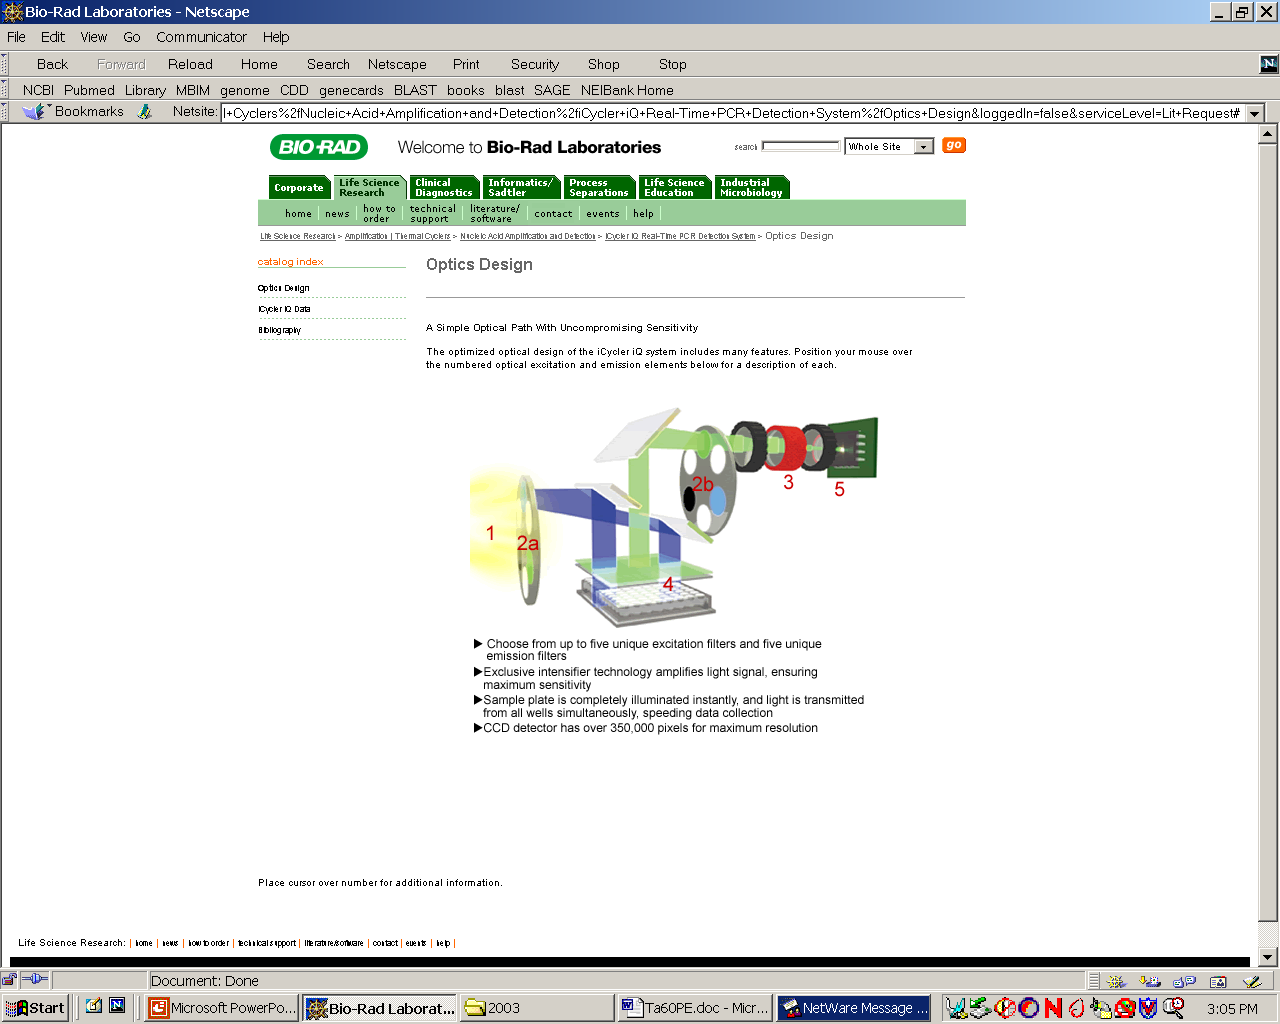 Bio-Rad Laboratories - Netscape
File Edit View Go Communicator Help
Back Forward Reload Home Search Netscape Print Security Shop Stop
N
NCBI Pubmed Library MBIM genome CDD genecards BLAST books blast SAGE NEIBank Home
Bookmarks Netsite: l+Cyclers%2fNucleic+Acid+Amplification+and+Detection%2fiCycler+iQ+Real-Time+PCR+Detection+System%2fOptics+Design&loggedIn=false&serviceLevel=Lit+Request#
BIO-RAD Welcome to Bio-Rad Laboratories search Whole Site go
Corporate
Life Science Research
Clinical Diagnostics
Informatics/ Sadtler
Process Separations
Life Science Education
Industrial Microbiology
home news how to order technical support literature/ software contact events help
Life Science Research > Amplification | Thermal Cyclers > Nucleic Acid Amplification and Detection > iCycler iQ Real-Time PCR Detection System > Optics Design
catalog index
Optics Design
iCycler iQ Data
Bibliography
Optics Design
A Simple Optical Path With Uncompromising Sensitivity
The optimized optical design of the iCycler iQ system includes many features. Position your mouse over
the numbered optical excitation and emission elements below for a description of each.
1
2a
2b
3
4
5
▶ Choose from up to five unique excitation filters and five unique
emission filters
▶Exclusive intensifier technology amplifies light signal, ensuring
maximum sensitivity
▶Sample plate is completely illuminated instantly, and light is transmitted
from all wells simultaneously, speeding data collection
▶CCD detector has over 350,000 pixels for maximum resolution
Place cursor over number for additional information.
Life Science Research: | home | news | how to order | technical support | literature/software | contact | events | help |
Document: Done
Start Microsoft PowerPo... Bio-Rad Laborat... 2003 Ta60PE.doc - Micr... NetWare Message ... 3:05 PM